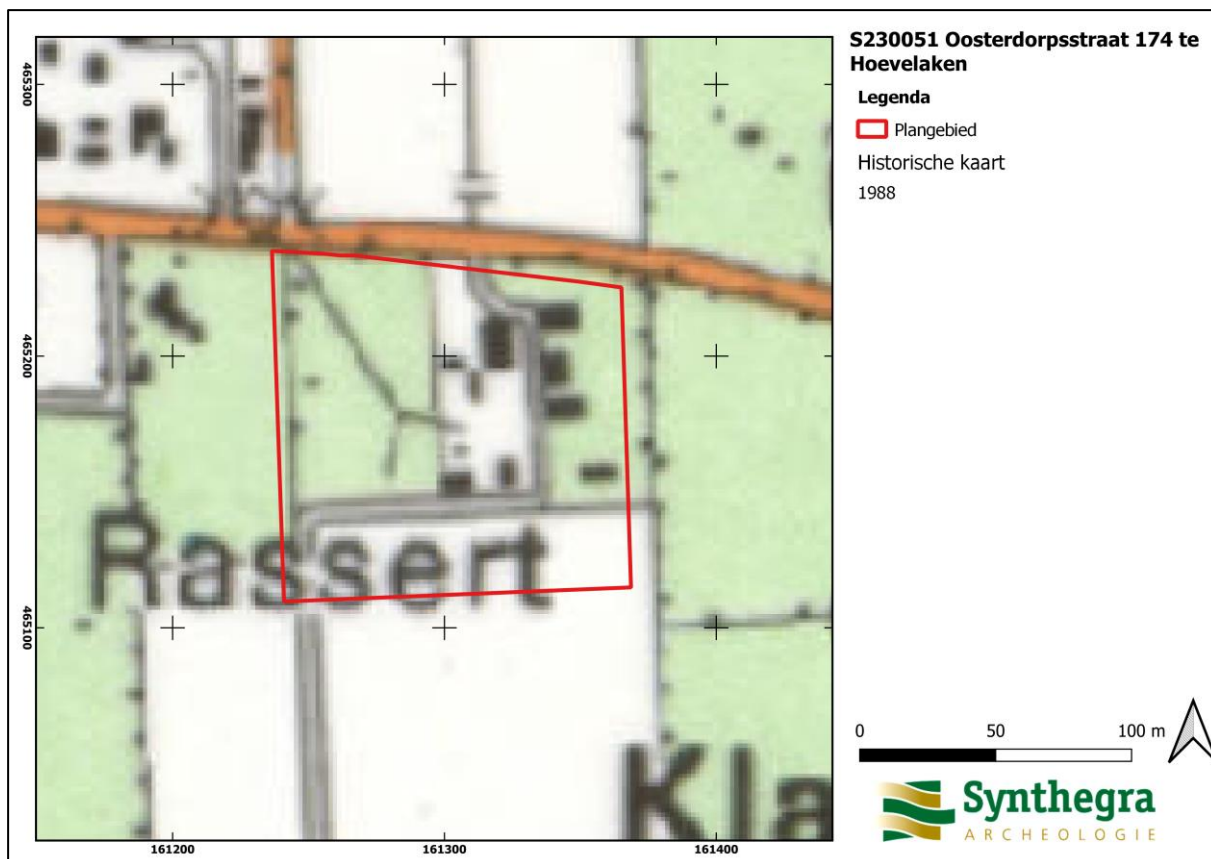 S230051 Oosterdorpsstraat 174 te
Hoevelaken
Legenda
Plangebied
Historische kaart
1988
465300
465200
465100
Rassert
Kla
161200
161300
161400
0 50 100 m
Synthegra
ARCHEOLOGIE